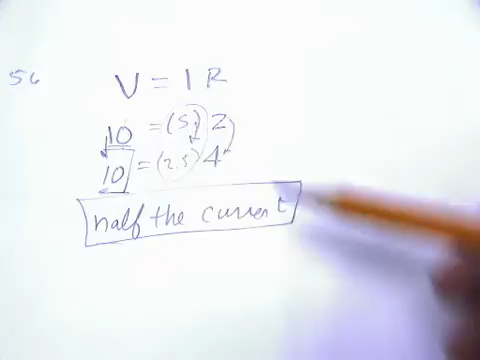 56
V = I R
10 = (5) 2
10 = (2.5) 4
half the current